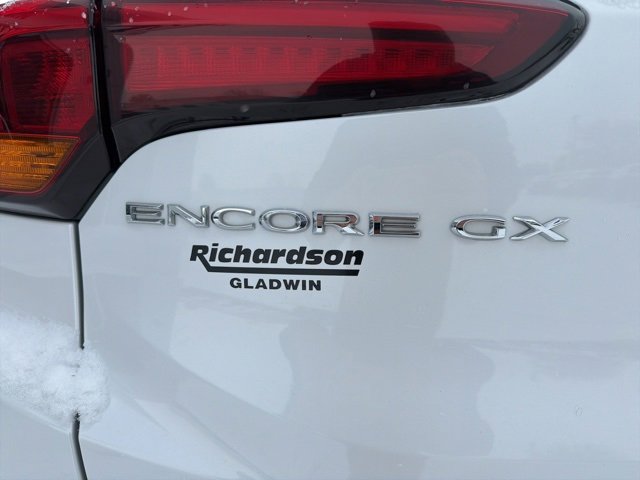 ENCORE GX
Richardson
GLADWIN